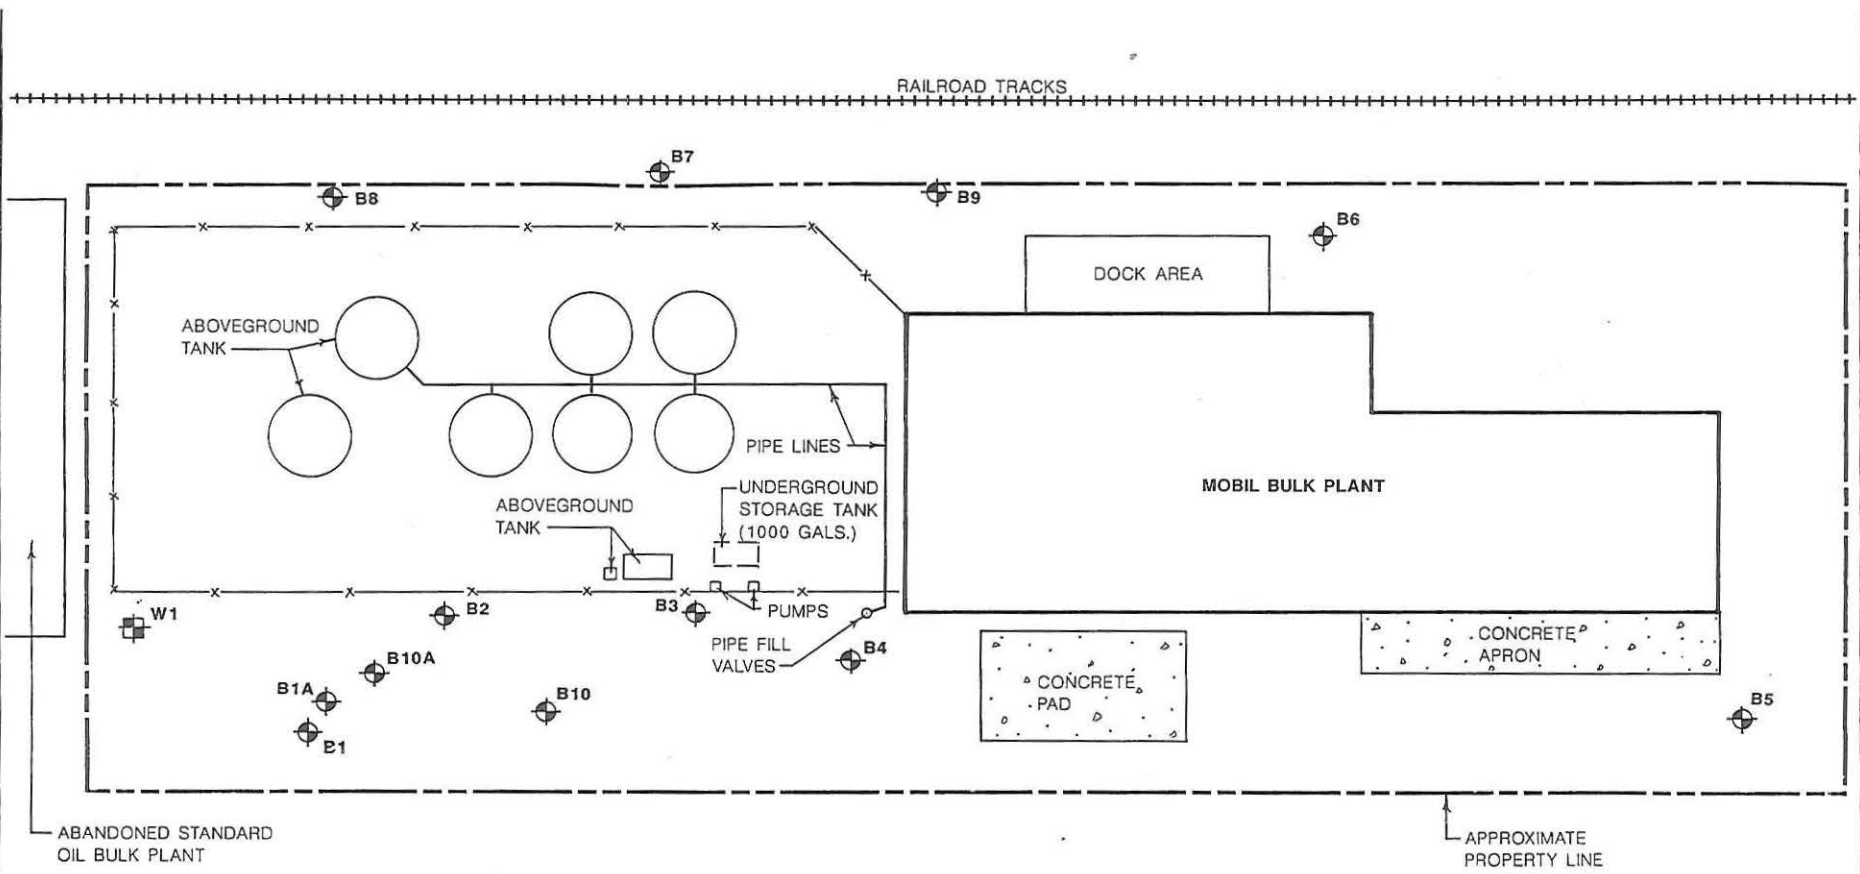 RAILROAD TRACKS
B7
B8
B9
B6
DOCK AREA
ABOVEGROUND
TANK
PIPE LINES
MOBIL BULK PLANT
UNDERGROUND
STORAGE TANK
(1000 GALS.)
ABOVEGROUND
TANK
W1
B2
B3
PUMPS
PIPE FILL
VALVES
B4
CONCRETE
APRON
B10A
B1A
B10
CONCRETE
PAD
B5
B1
ABANDONED STANDARD
OIL BULK PLANT
APPROXIMATE
PROPERTY LINE